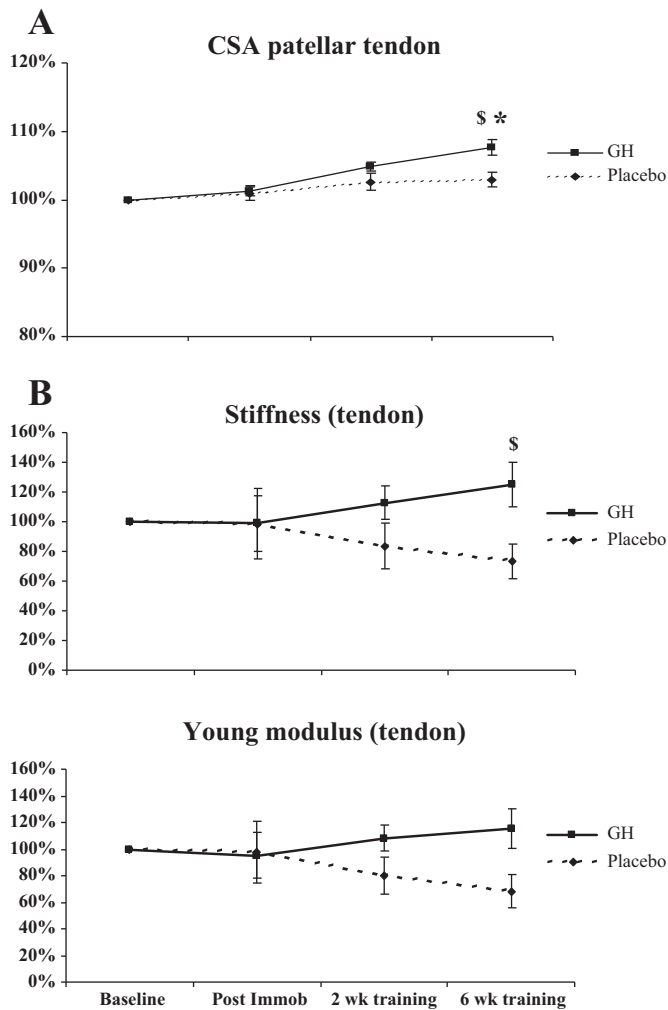 A
CSA patellar tendon
120%
110%
100%
90%
80%
$ *
GH
Placebo
B
Stiffness (tendon)
160%
140%
120%
100%
80%
60%
40%
20%
0%
$
GH
Placebo
Young modulus (tendon)
160%
140%
120%
100%
80%
60%
40%
20%
0%
GH
Placebo
Baseline Post Immob 2 wk training 6 wk training